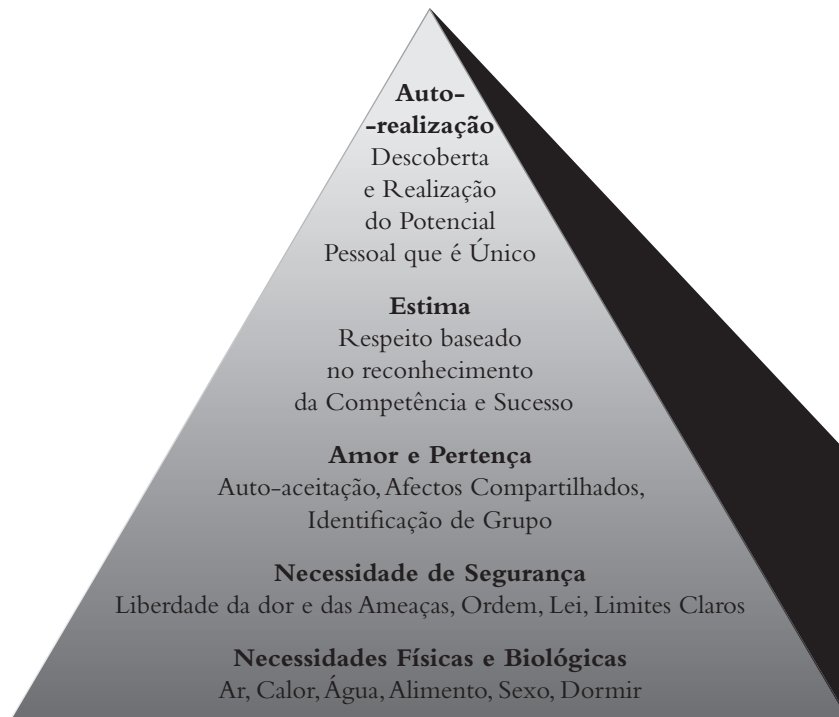 Auto-
-realização
Descoberta
e Realização
do Potencial
Pessoal que é Único
Estima
Respeito baseado
no reconhecimento
da Competência e Sucesso
Amor e Pertença
Auto-aceitação, Afectos Compartilhados,
Identificação de Grupo
Necessidade de Segurança
Liberdade da dor e das Ameaças, Ordem, Lei, Limites Claros
Necessidades Físicas e Biológicas
Ar, Calor, Água, Alimento, Sexo, Dormir